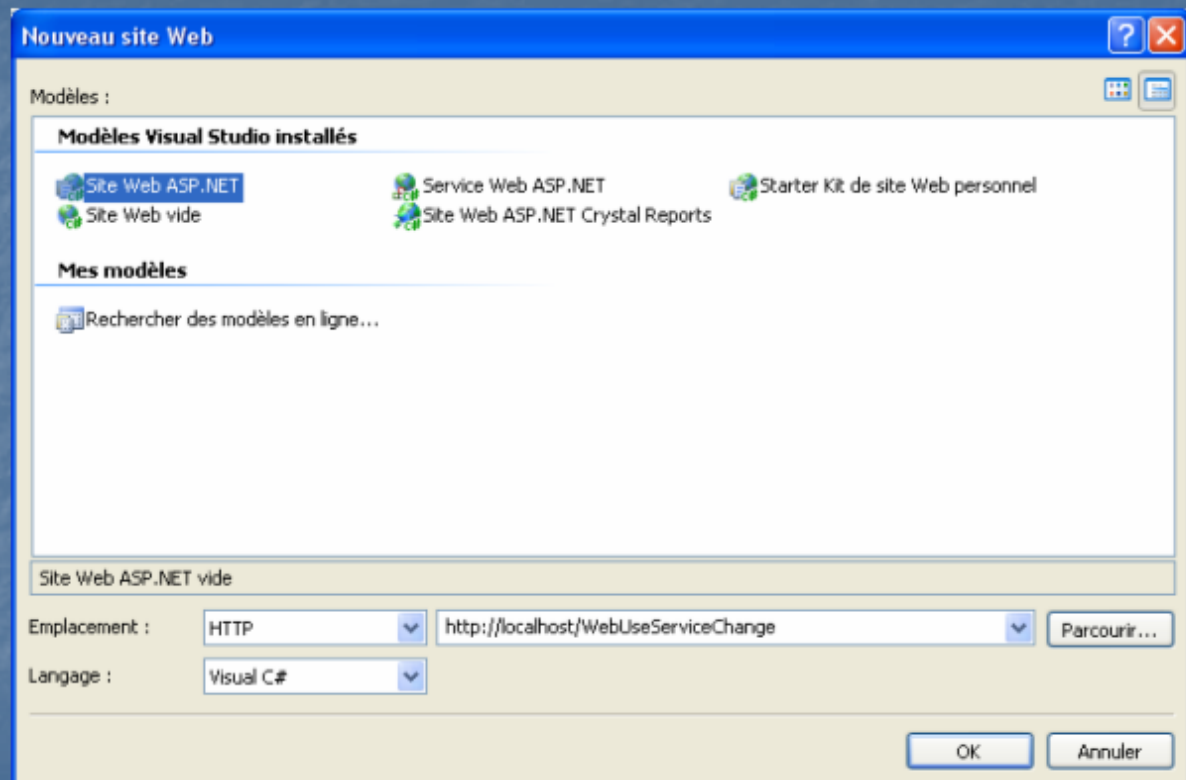 Nouveau site Web
Modèles :
Modèles Visual Studio installés
Site Web ASP.NET Service Web ASP.NET Starter Kit de site Web personnel
Site Web vide Site Web ASP.NET Crystal Reports
Mes modèles
Rechercher des modèles en ligne...
Site Web ASP.NET vide
Emplacement : HTTP http://localhost/WebUseServiceChange Parcourir...
Langage : Visual C#
OK Annuler